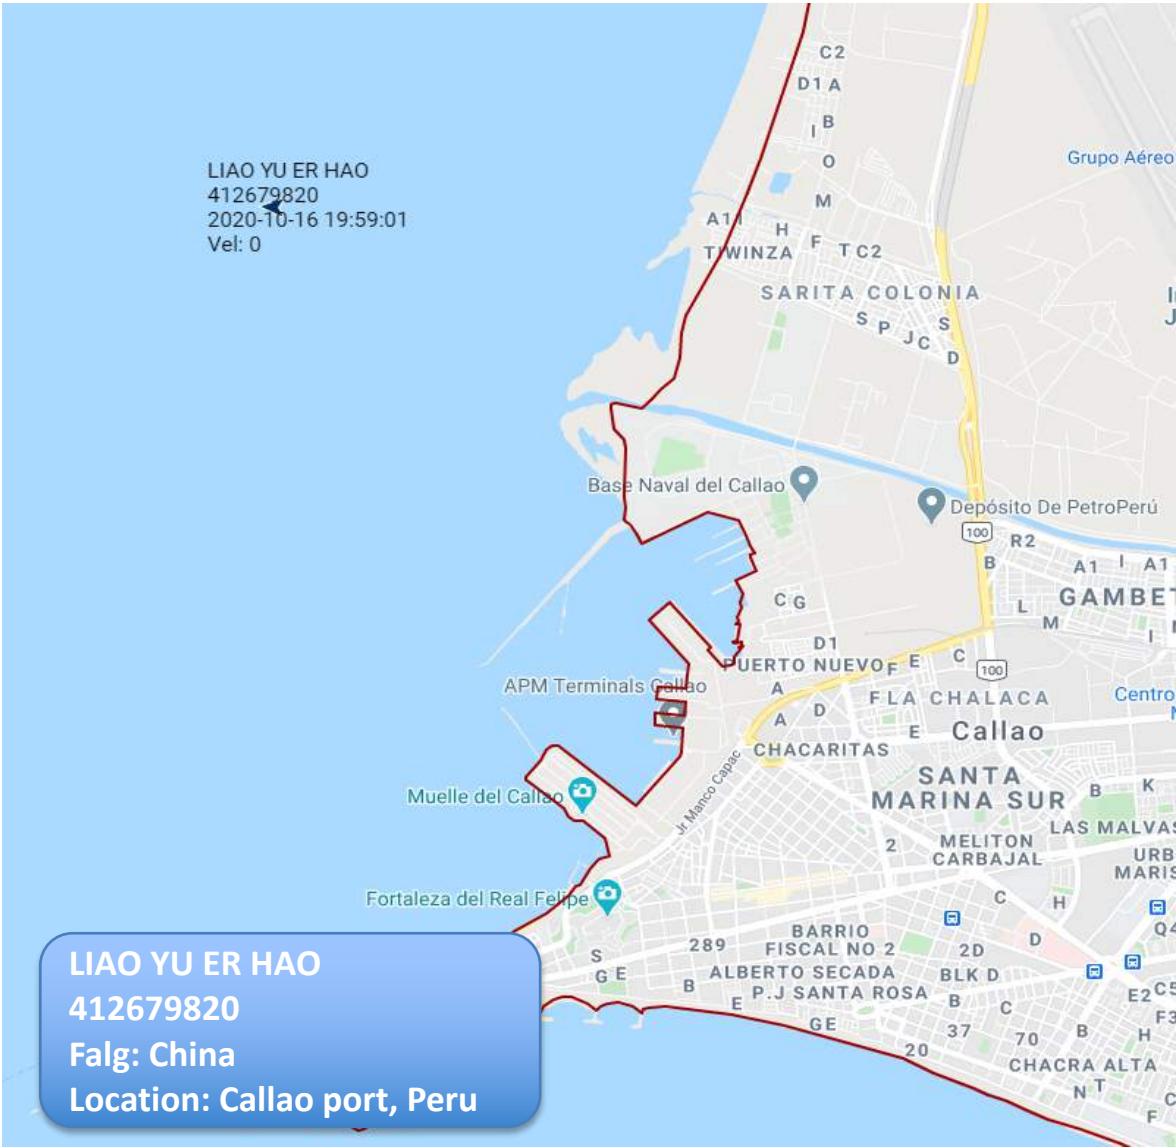 C2
D1 A
B
I
O
M
Grupo Aéreo
LIAO YU ER HAO
412679820
2020-10-16 19:59:01
Vel: 0
A11
H
F
T C2
TIWINZA
SARITA COLONIA
S
P
J C
S
D
Base Naval del Callao
Depósito De PetroPerú
100
R2
B
A1
I
A1
GAMBET
L
M
I
C G
D1
PUERTO NUEVO
F
E
C
100
APM Terminals Callao
A
A
D
FLA CHALACA
E
Callao
Centro
CHACARITAS
Jr Manco Capac
SANTA
MARINA SUR
B
K
Muelle del Callao
LAS MALVAS
2
MELITON
CARBAJAL
URB
MARIS
Fortaleza del Real Felipe
C
H
Q4
289
BARRIO
FISCAL NO 2
2D
D
S
G E
B
ALBERTO SECADA
BLK D
E
P.J SANTA ROSA
B
C
E2
C5
F3
GE
37
70
B
H
20
CHACRA ALTA
N
T
C
F
LIAO YU ER HAO
412679820
Falg: China
Location: Callao port, Peru